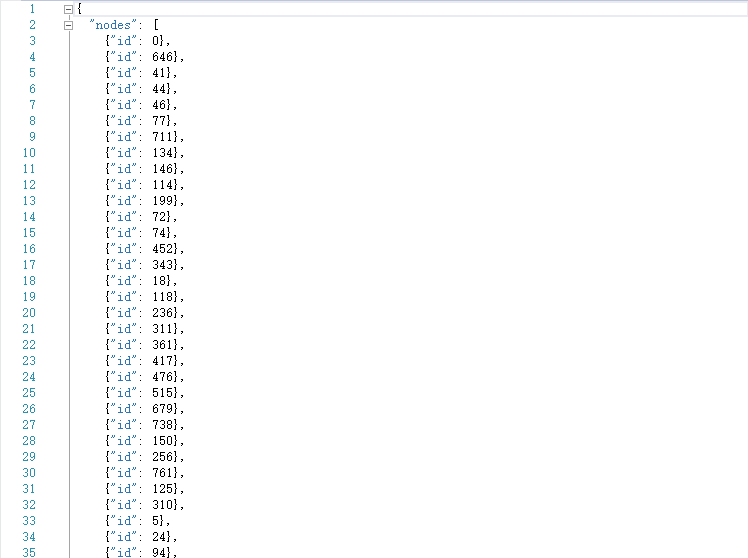 1 {
2 "nodes": [
3 {"id": 0},
4 {"id": 646},
5 {"id": 41},
6 {"id": 44},
7 {"id": 46},
8 {"id": 77},
9 {"id": 711},
10 {"id": 134},
11 {"id": 146},
12 {"id": 114},
13 {"id": 199},
14 {"id": 72},
15 {"id": 74},
16 {"id": 452},
17 {"id": 343},
18 {"id": 18},
19 {"id": 118},
20 {"id": 236},
21 {"id": 311},
22 {"id": 361},
23 {"id": 417},
24 {"id": 476},
25 {"id": 515},
26 {"id": 679},
27 {"id": 738},
28 {"id": 150},
29 {"id": 256},
30 {"id": 761},
31 {"id": 125},
32 {"id": 310},
33 {"id": 5},
34 {"id": 24},
35 {"id": 94},